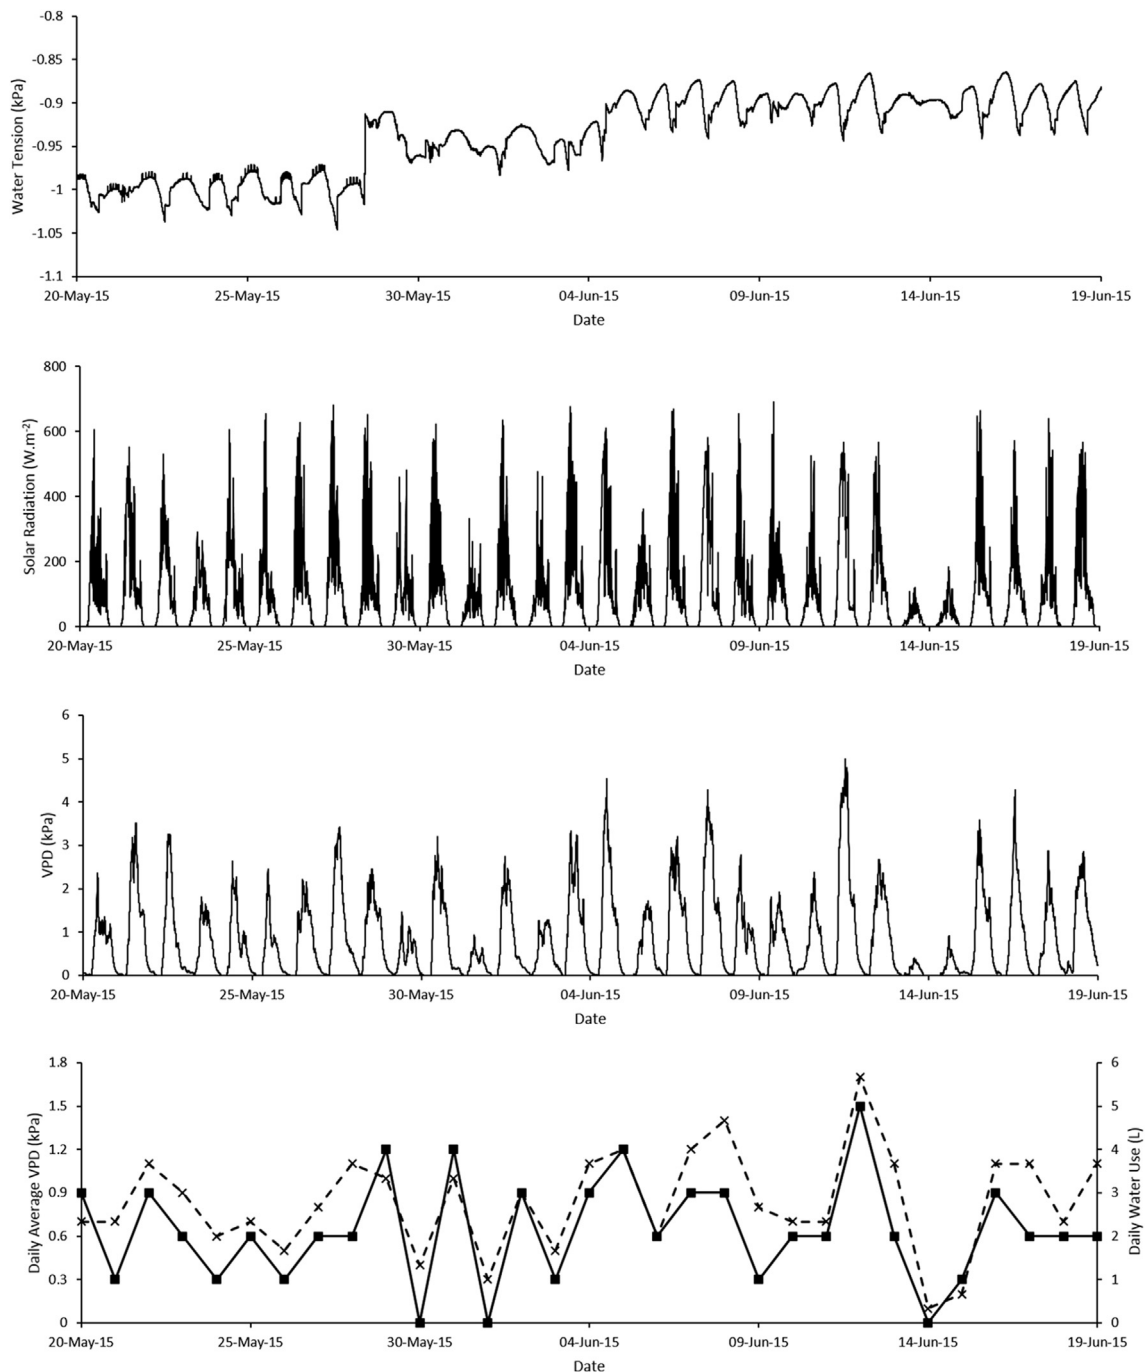 -0.8
-0.85
-0.9
-0.95
-1
-1.05
-1.1
Water Tension (kPa)
20-May-15 25-May-15 30-May-15 04-Jun-15 09-Jun-15 14-Jun-15 19-Jun-15
Date
800
600
400
200
0
Solar Radiation (W.m⁻²)
20-May-15 25-May-15 30-May-15 04-Jun-15 09-Jun-15 14-Jun-15 19-Jun-15
Date
6
5
4
3
2
1
0
VPD (kPa)
20-May-15 25-May-15 30-May-15 04-Jun-15 09-Jun-15 14-Jun-15 19-Jun-15
Date
1.8
1.5
1.2
0.9
0.6
0.3
0
Daily Average VPD (kPa)
6
5
4
3
2
1
0
Daily Water Use (L)
20-May-15 25-May-15 30-May-15 04-Jun-15 09-Jun-15 14-Jun-15 19-Jun-15
Date